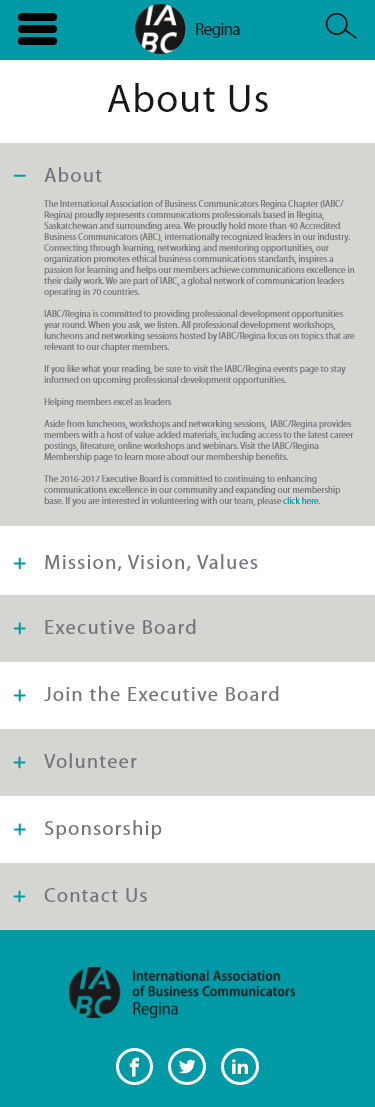 IABC Regina
About Us
About
The International Association of Business Communicators Regina Chapter (IABC/
Regina) proudly represents communications professionals based in Regina,
Saskatchewan and surrounding area. We proudly hold more than 40 Accredited
Business Communicators (ABC), internationally recognized leaders in our industry.
Connecting through learning, networking and mentoring opportunities, our
organization promotes ethical business communications standards, inspires a
passion for learning and helps our members achieve communications excellence in
their daily work. We are part of IABC, a global network of communication leaders
operating in 70 countries.
IABC/Regina is committed to providing professional development opportunities
year round. When you ask, we listen. All professional development workshops,
luncheons and networking sessions hosted by IABC/Regina focus on topics that are
relevant to our chapter members.
If you like what your reading, be sure to visit the IABC/Regina events page to stay
informed on upcoming professional development opportunities.
Helping members excel as leaders
Aside from luncheons, workshops and networking sessions, IABC/Regina provides
members with a host of value added materials, including access to the latest career
postings, literature, online workshops and webinars. Visit the IABC/Regina
Membership page to learn more about our membership benefits.
The 2016-2017 Executive Board is committed to continuing to enhancing
communications excellence in our community and expanding our membership
base. If you are interested in volunteering with our team, please click here.
Mission, Vision, Values
Executive Board
Join the Executive Board
Volunteer
Sponsorship
Contact Us
IABC
International Association
of Business Communicators
Regina